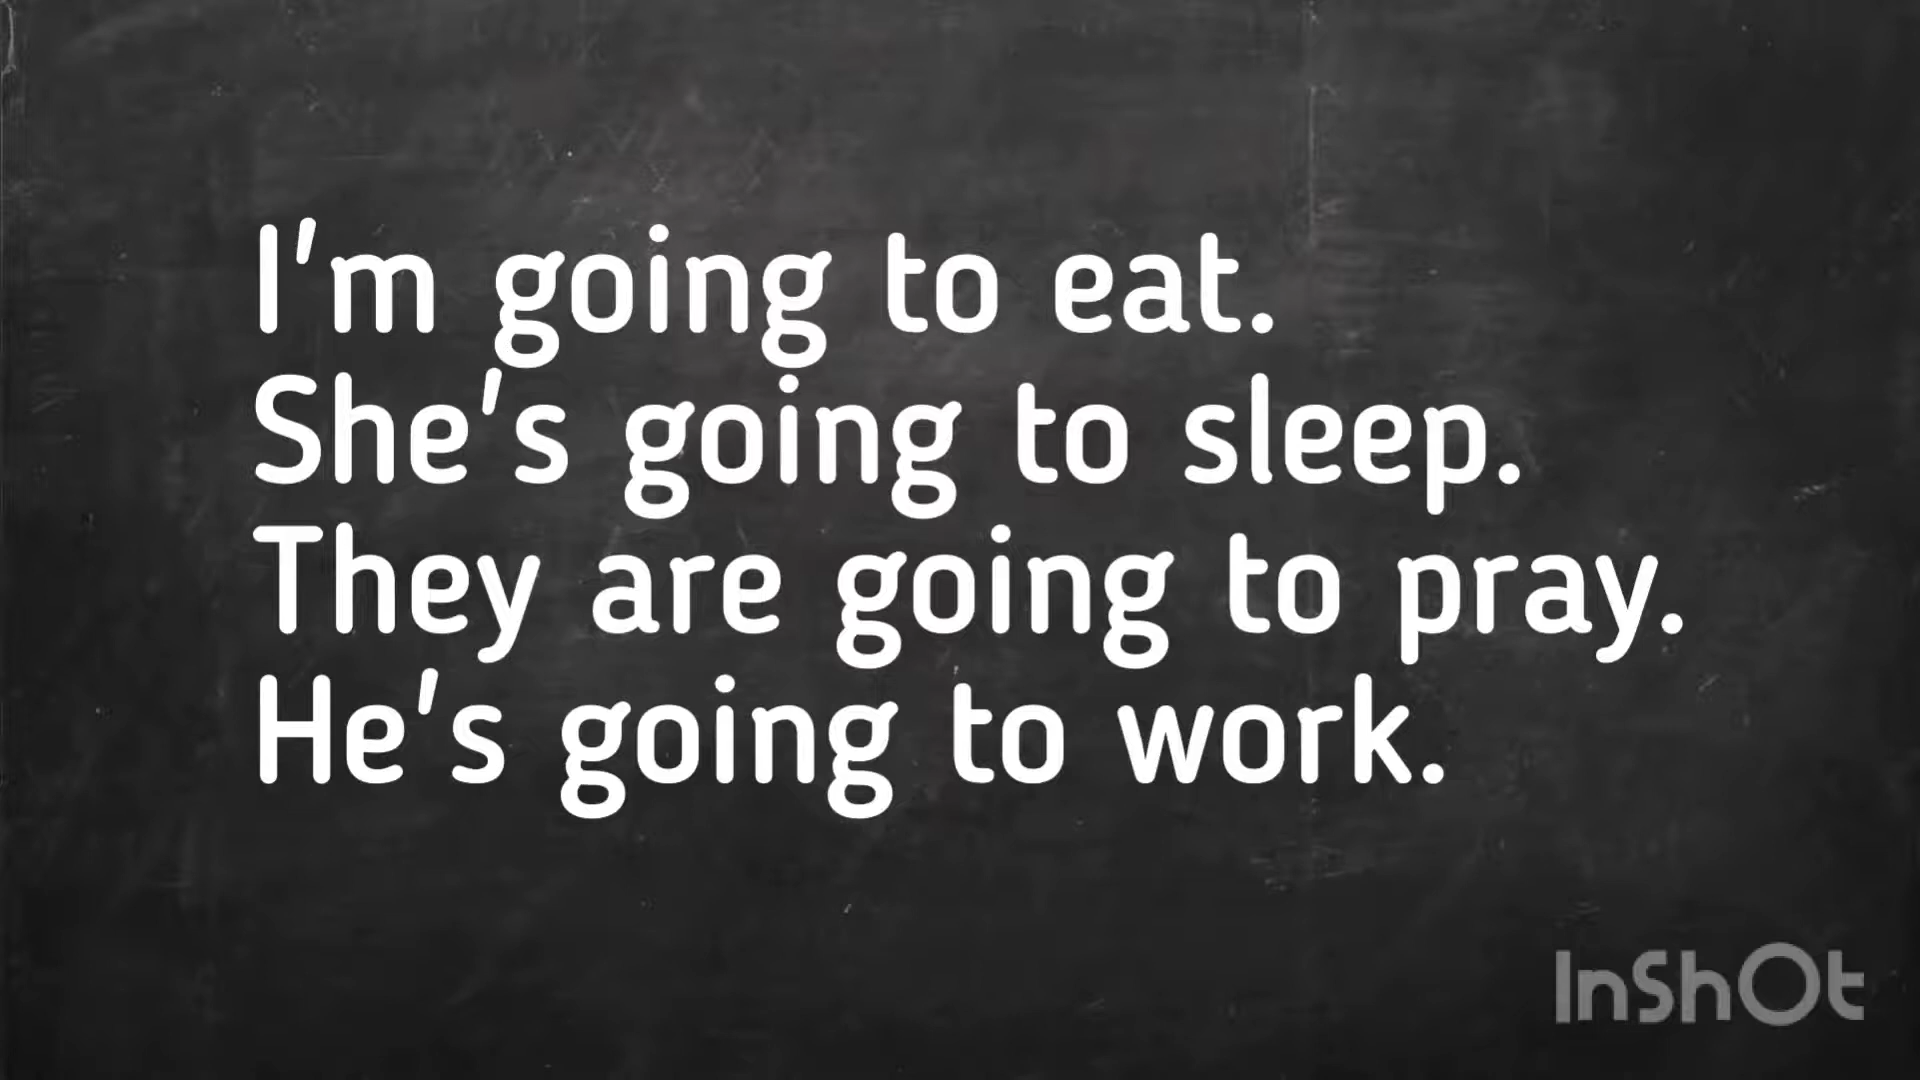 I'm going to eat.
She's going to sleep.
They are going to pray.
He's going to work.
InShOt